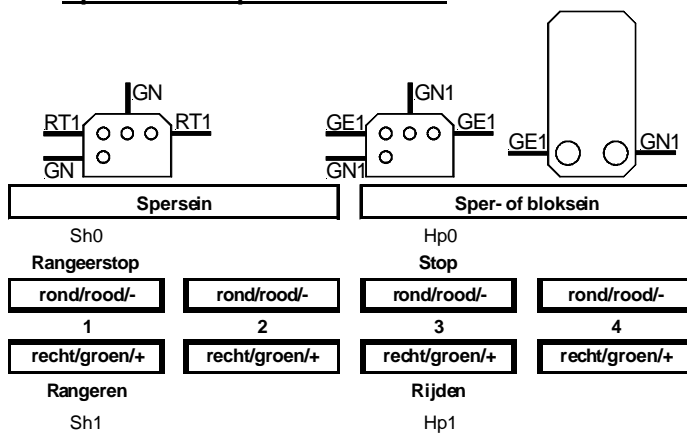 GN GN1
RT1 RT1 GE1 GE1 GE1 GN1
GN GN1
Spersein Sper- of bloksein
Sh0 Hp0
Rangeerstop Stop
rond/rood/- rond/rood/- rond/rood/- rond/rood/-
1 2 3 4
recht/groen/+ recht/groen/+ recht/groen/+ recht/groen/+
Rangeren Rijden
Sh1 Hp1